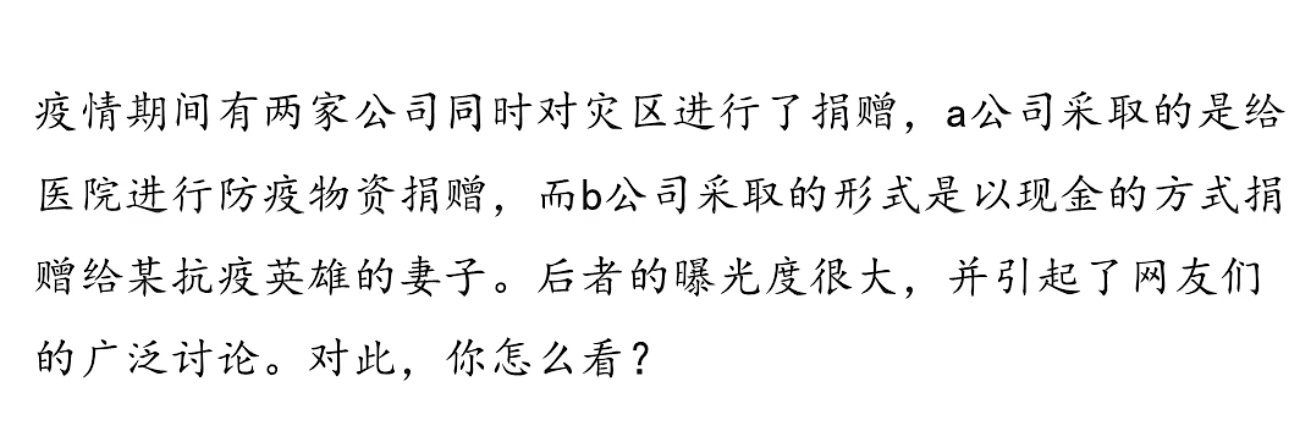 疫情期间有两家公司同时对灾区进行了捐赠，a公司采取的是给
医院进行防疫物资捐赠，而b公司采取的形式是以现金的方式捐
赠给某抗疫英雄的妻子。后者的曝光度很大，并引起了网友们
的广泛讨论。对此，你怎么看？